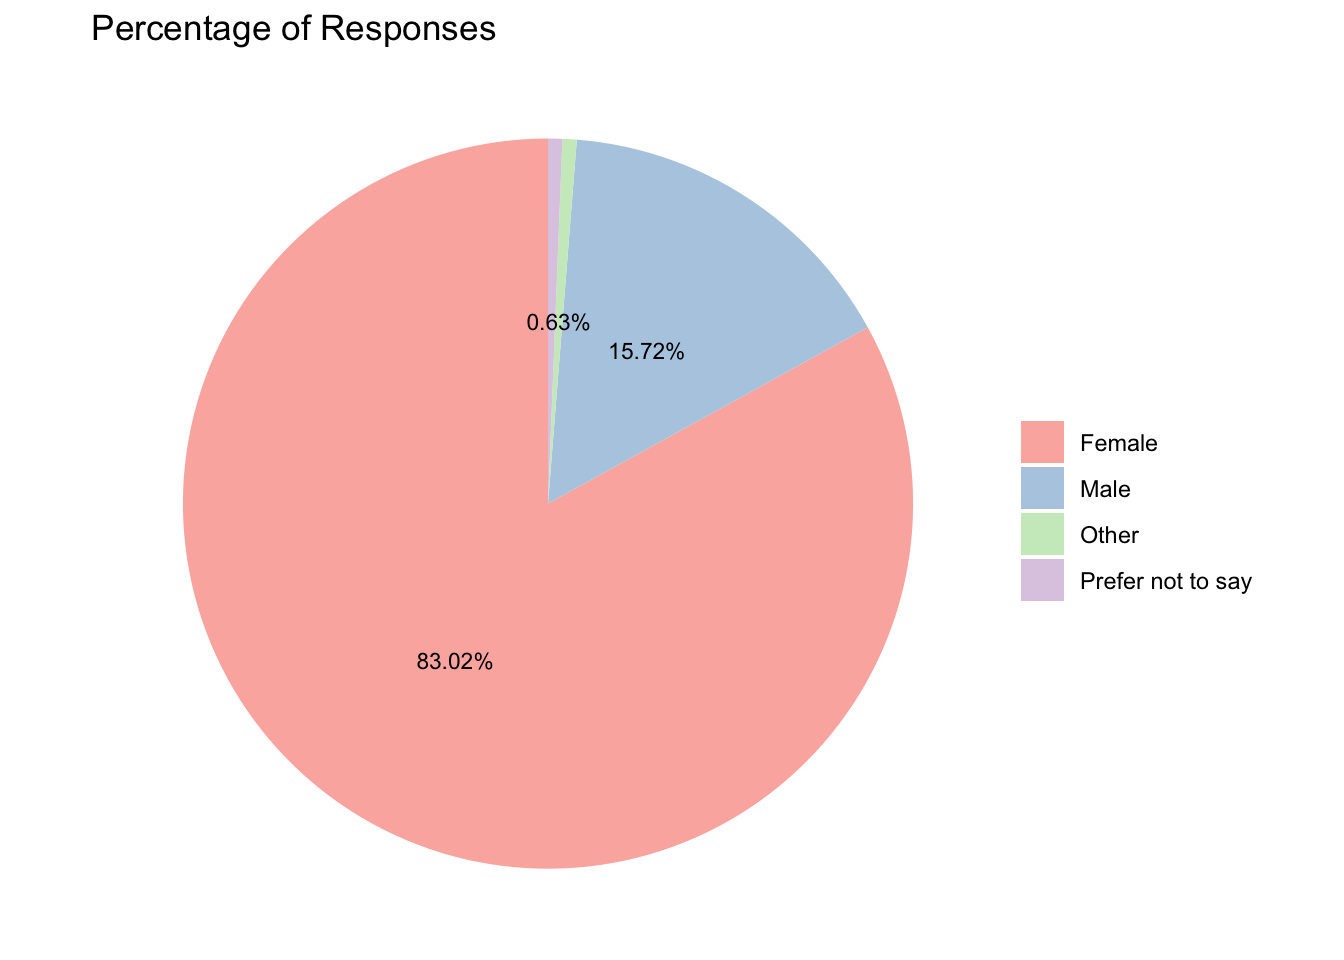 Percentage of Responses
0.63%
15.72%
83.02%
Female
Male
Other
Prefer not to say